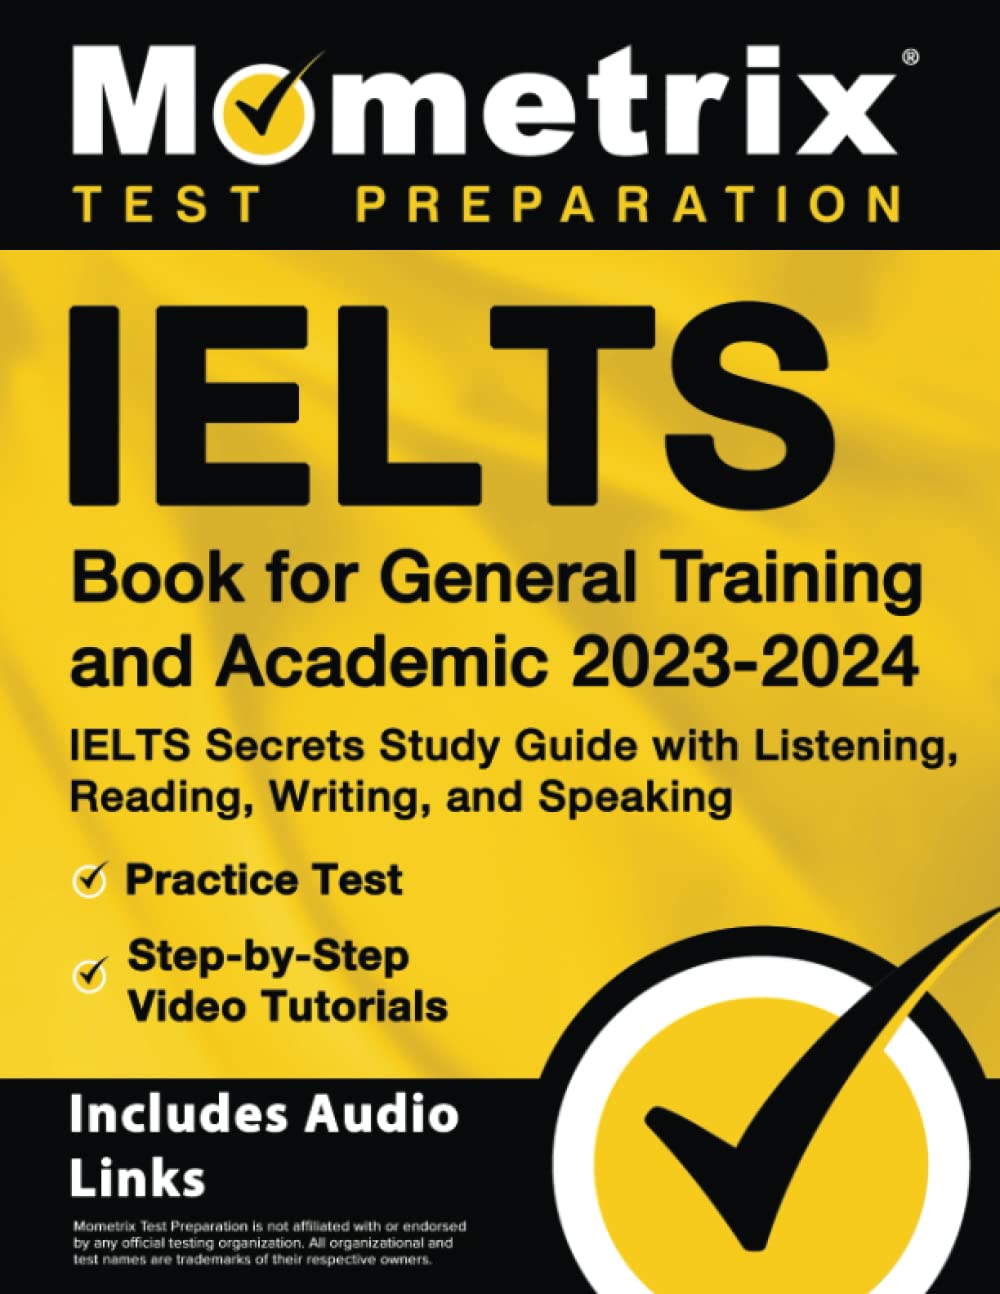 Mometrix®
TEST PREPARATION
IELTS
Book for General Training
and Academic 2023-2024
IELTS Secrets Study Guide with Listening,
Reading, Writing, and Speaking
Practice Test
Step-by-Step
Video Tutorials
Includes Audio
Links
Mometrix Test Preparation is not affiliated with or endorsed
by any official testing organization. All organizational and
test names are trademarks of their respective owners.